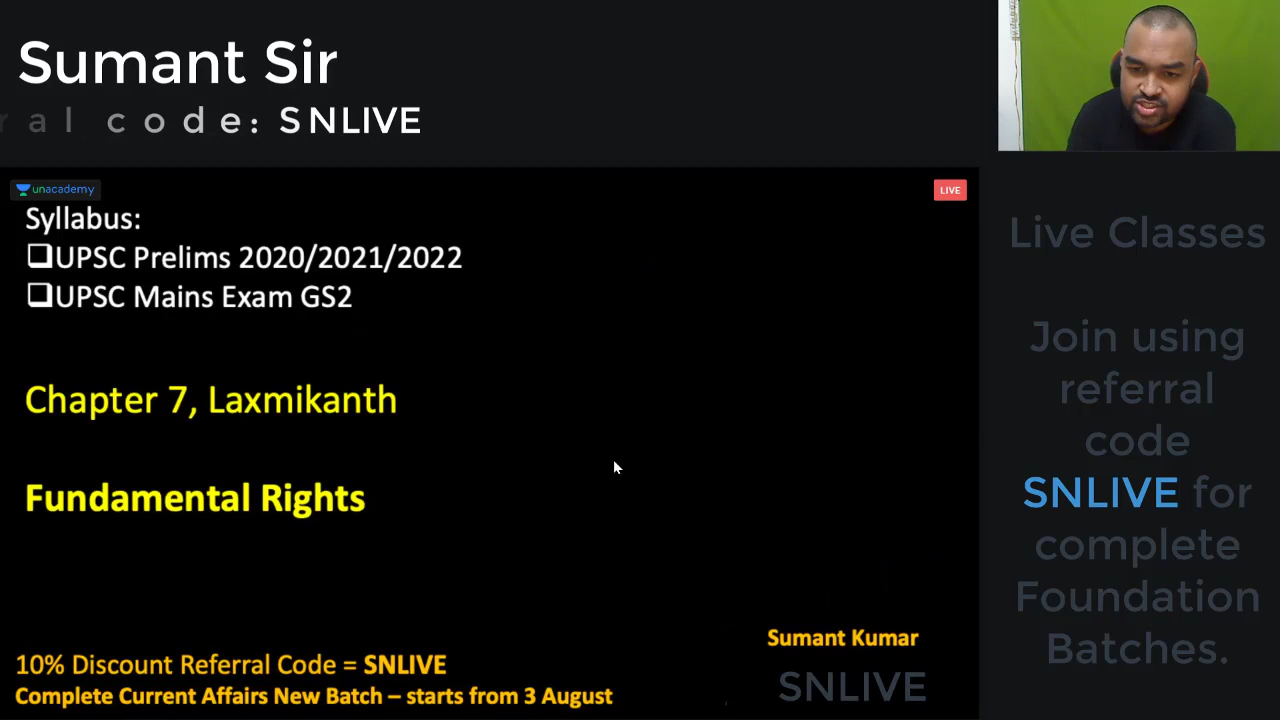 Sumant Sir
ral code: SNLIVE
unacademy
LIVE
Syllabus:
❑UPSC Prelims 2020/2021/2022
❑UPSC Mains Exam GS2
Chapter 7, Laxmikanth
Fundamental Rights
Sumant Kumar
SNLIVE
10% Discount Referral Code = SNLIVE
Complete Current Affairs New Batch – starts from 3 August
Live Classes
Join using
referral
code
SNLIVE for
complete
Foundation
Batches.